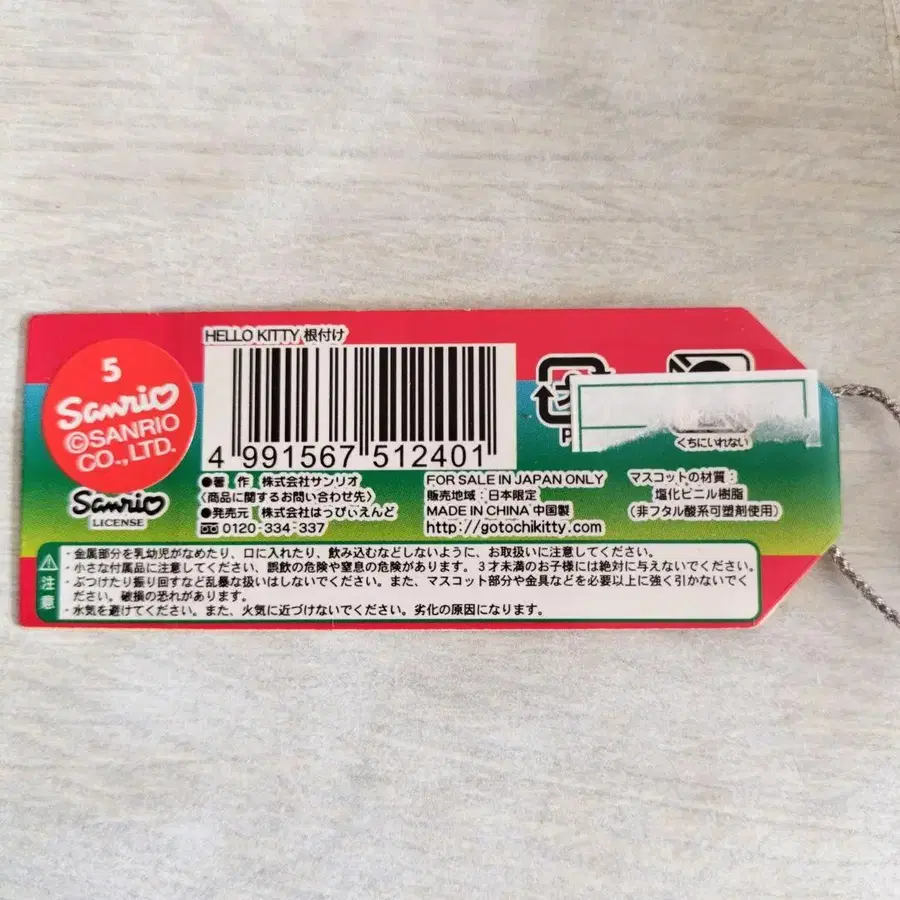 HELLO KITTY 根付け
5
Sanrio
©SANRIO
CO.,LTD.
Sanrio
LICENSE
4 991567 512401
くちにいれない
●著 作 : 株式会社サンリオ
〈商品に関するお問い合わせ先〉
●発売元 : 株式会社はっぴぃえんど
0120-334-337
FOR SALE IN JAPAN ONLY
販売地域 : 日本限定
MADE IN CHINA 中国製
http://gotochikitty.com
マスコットの材質 :
塩化ビニル樹脂
(非フタル酸系可塑剤使用)
注意
・金属部分を乳幼児がなめたり、口に入れたり、飲み込むなどしないように、お取扱いに注意してください。
・小さな付属品に注意してください、誤飲の危険や窒息の危険があります。3才未満のお子様には絶対に与えないでください。
・ぶつけたり振り回すなど乱暴な扱いはしないでください。また、マスコット部分や金具などを必要以上に強く引かないでく
ださい。破損の恐れがあります。
・水気を避けてください。また、火気に近づけないでください。劣化の原因になります。